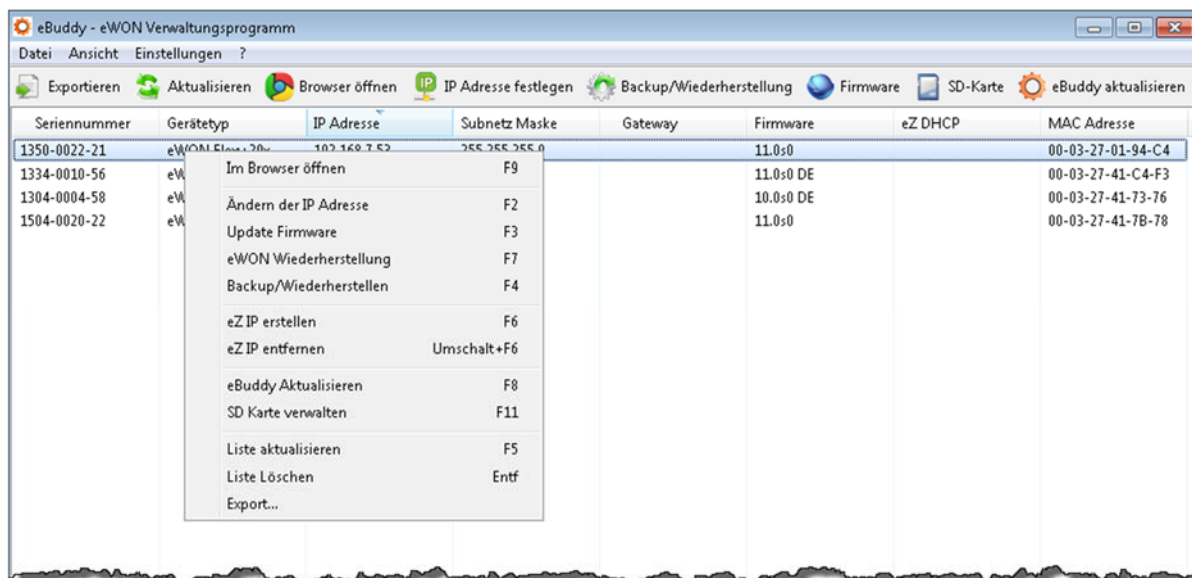 eBuddy - eWON Verwaltungsprogramm
Datei Ansicht Einstellungen ?
Exportieren Aktualisieren Browser öffnen IP IP Adresse festlegen Backup/Wiederherstellung Firmware SD-Karte eBuddy aktualisieren
Seriennummer Gerätetyp IP Adresse Subnetz Maske Gateway Firmware eZ DHCP MAC Adresse
1350-0022-21 eWON 192.168.7.53 255.255.255.0 11.0s0 00-03-27-01-94-C4
1334-0010-56 11.0s0 DE 00-03-27-41-C4-F3
1304-0004-58 10.0s0 DE 00-03-27-41-73-76
1504-0020-22 11.0s0 00-03-27-41-7B-78
Im Browser öffnen F9
Ändern der IP Adresse F2
Update Firmware F3
eWON Wiederherstellung F7
Backup/Wiederherstellen F4
eZ IP erstellen F6
eZ IP entfernen Umschalt+F6
eBuddy Aktualisieren F8
SD Karte verwalten F11
Liste aktualisieren F5
Liste Löschen Entf
Export...